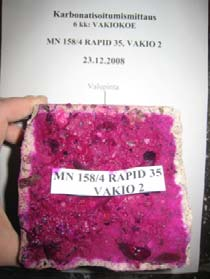 Karbonatisoitumismittaus
6 kk: VAKIOKOE
MN 158/4 RAPID 35, VAKIO 2
23.12.2008
Valupinta
MN 158/4 RAPID 35
VAKIO 2